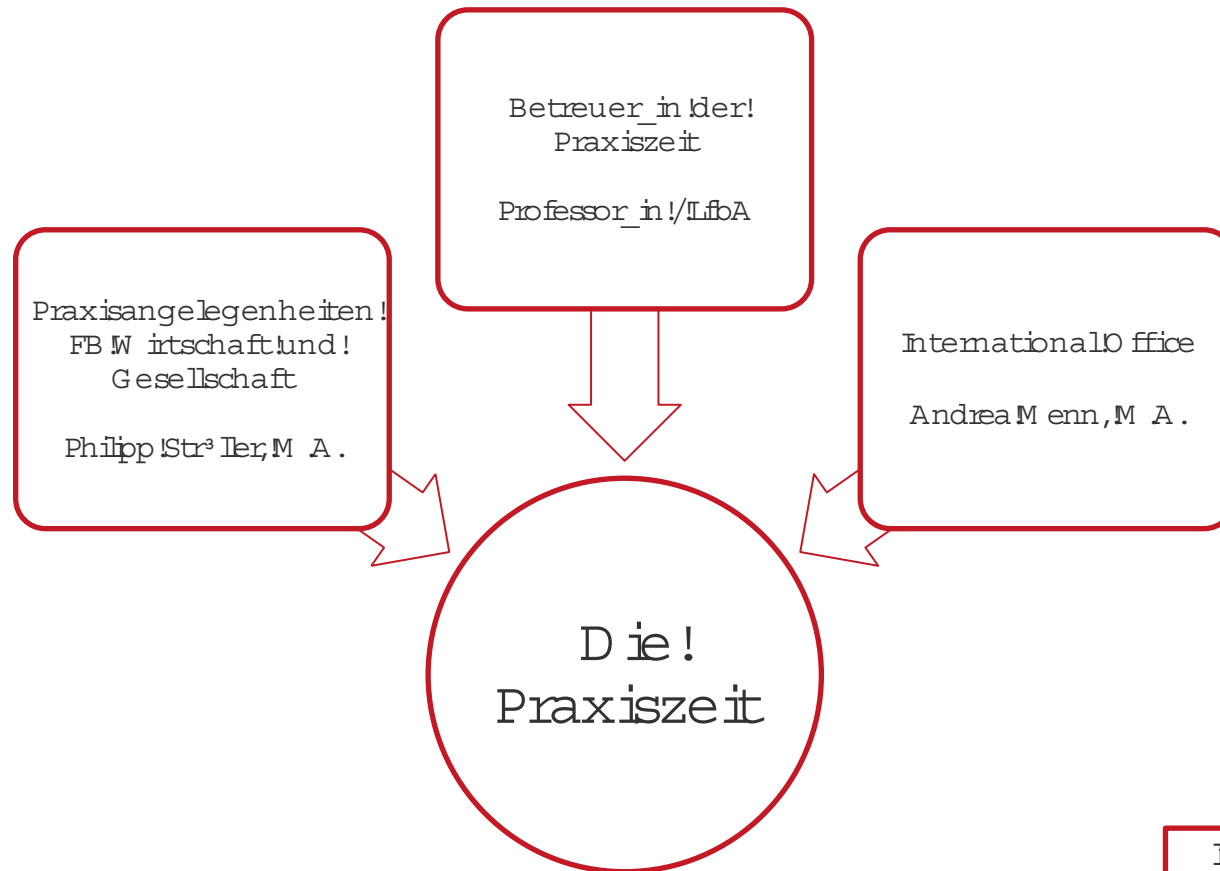 Betreuer_in!der!
Praxiszeit
Professor_in!/!LfbA
Praxisangelegenheiten!
FB!Wirtschaft!und!
Gesellschaft
Philipp!Str³ller,!M.A.
International!Office
Andrea!Menn,!M.A.
Die!
Praxiszeit